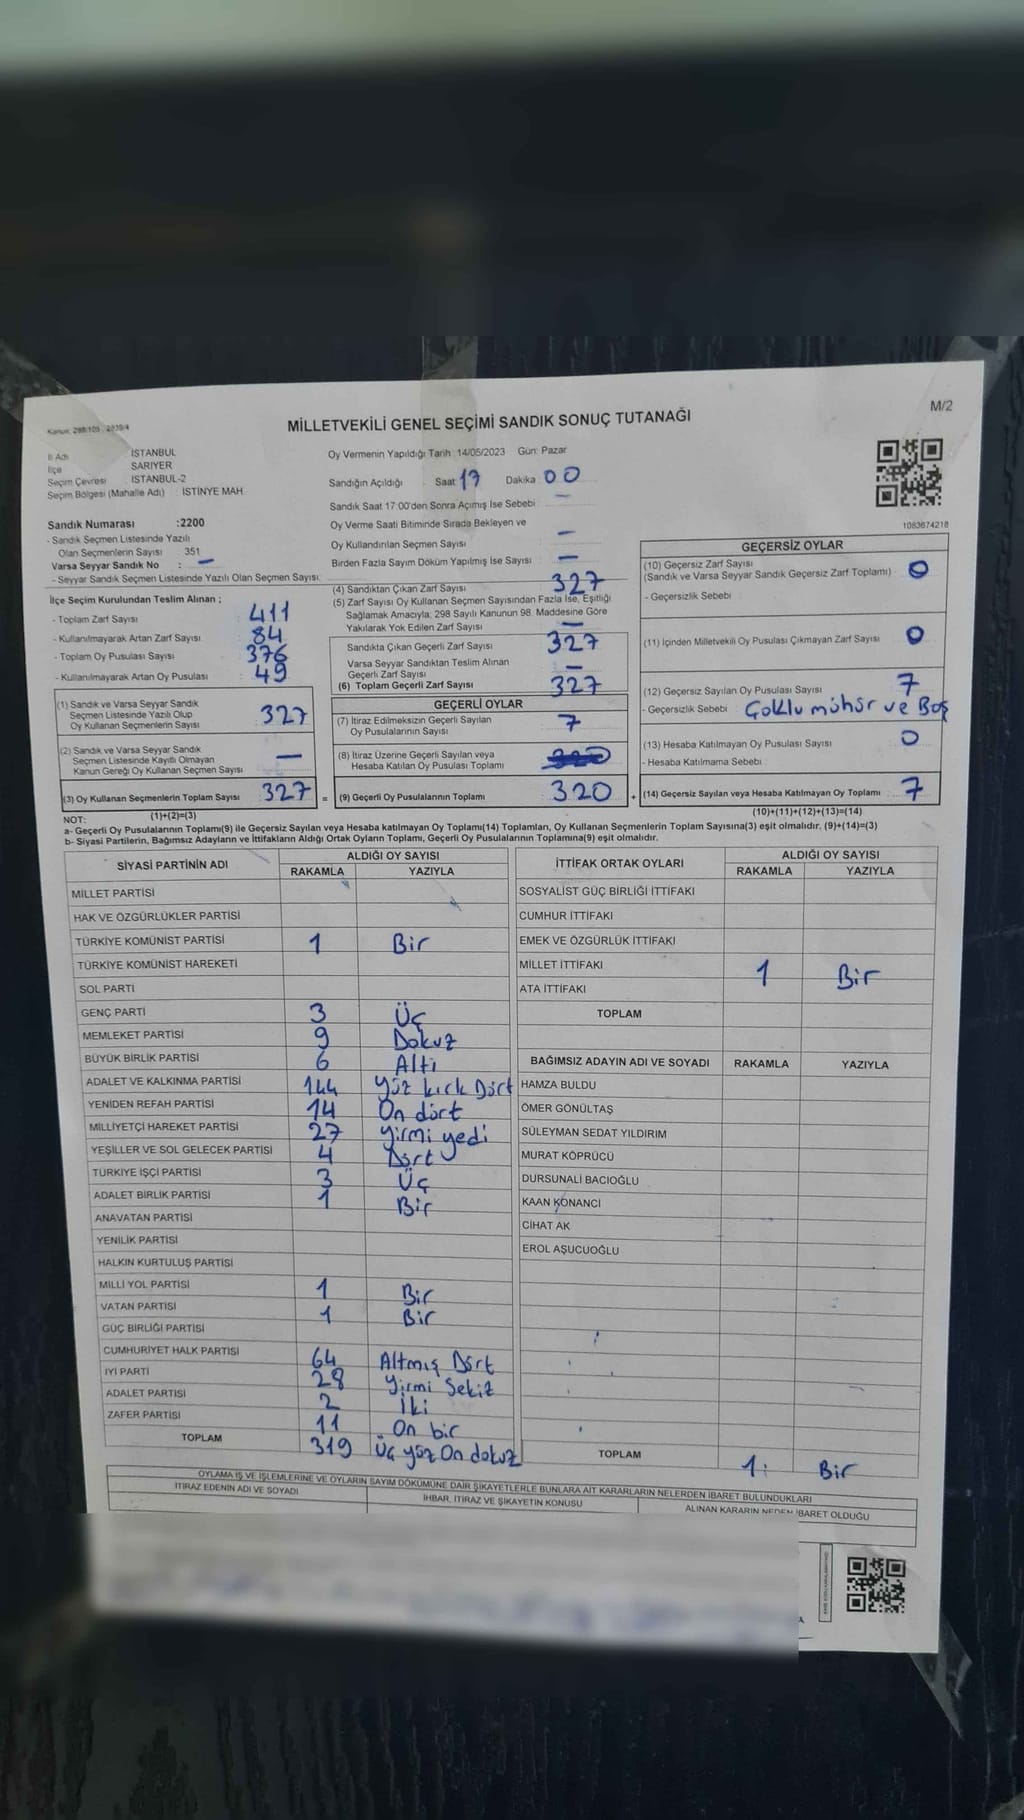 Kanun: 298/105 - 2839/4
MİLLETVEKİLİ GENEL SEÇİMİ SANDIK SONUÇ TUTANAĞI
M/2
İl Adı İSTANBUL
İlçe SARIYER
Seçim Çevresi İSTANBUL-2
Seçim Bölgesi (Mahalle Adı) : İSTİNYE MAH
Oy Vermenin Yapıldığı Tarih : 14/05/2023 Gün: Pazar
Sandığın Açıldığı Saat 17 Dakika : 00
Sandık Saat 17:00'den Sonra Açımış İse Sebebi : –
Oy Verme Saati Bitiminde Sırada Bekleyen ve
Oy Kullandırılan Seçmen Sayısı –
Birden Fazla Sayım Döküm Yapılmış İse Sayısı –
Sandık Numarası :2200
- Sandık Seçmen Listesinde Yazılı
Olan Seçmenlerin Sayısı : 351
Varsa Seyyar Sandık No : –
- Seyyar Sandık Seçmen Listesinde Yazılı Olan Seçmen Sayısı:
İlçe Seçim Kurulundan Teslim Alınan ;
- Toplam Zarf Sayısı 411
- Kullanılmayarak Artan Zarf Sayısı 84
- Toplam Oy Pusulası Sayısı 376
- Kullanılmayarak Artan Oy Pusulası 49
(1) Sandık ve Varsa Seyyar Sandık
Seçmen Listesinde Yazılı Olup
Oy Kullanan Seçmenlerin Sayısı 327
(2) Sandık ve Varsa Seyyar Sandık
Seçmen Listesinde Kayıtlı Olmayan
Kanun Gereği Oy Kullanan Seçmen Sayısı –
(3) Oy Kullanan Seçmenlerin Toplam Sayısı 327 =
(1)+(2)=(3)
(4) Sandıktan Çıkan Zarf Sayısı 327
(5) Zarf Sayısı Oy Kullanan Seçmen Sayısından Fazla İse, Eşitliği
Sağlamak Amacıyla; 298 Sayılı Kanunun 98. Maddesine Göre
Yakılarak Yok Edilen Zarf Sayısı –
Sandıkta Çıkan Geçerli Zarf Sayısı 327
Varsa Seyyar Sandıktan Teslim Alınan
Geçerli Zarf Sayısı –
(6) Toplam Geçerli Zarf Sayısı 327
GEÇERLİ OYLAR
(7) İtiraz Edilmeksizin Geçerli Sayılan
Oy Pusulasının Sayısı 7
(8) İtiraz Üzerine Geçerli Sayılan veya
Hesaba Katılan Oy Pusulası Toplamı
(9) Geçerli Oy Pusulalarının Toplamı 320 +
1083674218
GEÇERSİZ OYLAR
(10) Geçersiz Zarf Sayısı
(Sandık ve Varsa Seyyar Sandık Geçersiz Zarf Toplamı) 0
- Geçersizlik Sebebi
(11) İçinden Milletvekili Oy Pusulası Çıkmayan Zarf Sayısı 0
(12) Geçersiz Sayılan Oy Pusulası Sayısı 7
- Geçersizlik Sebebi Çoklu mühür ve Boş
(13) Hesaba Katılmayan Oy Pusulası Sayısı 0
- Hesaba Katılmama Sebebi
(14) Geçersiz Sayılan veya Hesaba Katılmayan Oy Toplamı 7
(10)+(11)+(12)+(13)=(14)
NOT:
a- Geçerli Oy Pusulalarının Toplamı(9) ile Geçersiz Sayılan veya Hesaba katılmayan Oy Toplamı(14) Toplamları, Oy Kullanan Seçmenlerin Toplam Sayısına(3) eşit olmalıdır. (9)+(14)=(3)
b- Siyasi Partilerin, Bağımsız Adayların ve İttifakların Aldığı Ortak Oyların Toplamı, Geçerli Oy Pusulalarının Toplamına(9) eşit olmalıdır.
SİYASİ PARTİNİN ADI ALDIĞI OY SAYISI
RAKAMLA YAZIYLA
MİLLET PARTİSİ
HAK VE ÖZGÜRLÜKLER PARTİSİ
TÜRKİYE KOMÜNİST PARTİSİ 1 Bir
TÜRKİYE KOMÜNİST HAREKETİ
SOL PARTİ
GENÇ PARTİ 3 Üç
MEMLEKET PARTİSİ 9 Dokuz
BÜYÜK BİRLİK PARTİSİ 6 Altı
ADALET VE KALKINMA PARTİSİ 144 Yüz kırk Dört
YENİDEN REFAH PARTİSİ 14 On dört
MİLLİYETÇİ HAREKET PARTİSİ 27 Yirmi yedi
YEŞİLLER VE SOL GELECEK PARTİSİ 4 Dört
TÜRKİYE İŞÇİ PARTİSİ 3 Üç
ADALET BİRLİK PARTİSİ 1 Bir
ANAVATAN PARTİSİ
YENİLİK PARTİSİ
HALKIN KURTULUŞ PARTİSİ
MİLLİ YOL PARTİSİ 1 Bir
VATAN PARTİSİ 1 Bir
GÜÇ BİRLİĞİ PARTİSİ
CUMHURİYET HALK PARTİSİ 64 Altmış Dört
İYİ PARTİ 28 Yirmi Sekiz
ADALET PARTİSİ 2 İki
ZAFER PARTİSİ 11 On bir
TOPLAM 319 Üç yüz On dokuz
İTTİFAK ORTAK OYLARI ALDIĞI OY SAYISI
RAKAMLA YAZIYLA
SOSYALİST GÜÇ BİRLİĞİ İTTİFAKI
CUMHUR İTTİFAKI
EMEK VE ÖZGÜRLÜK İTTİFAKI
MİLLET İTTİFAKI 1 Bir
ATA İTTİFAKI
TOPLAM
BAĞIMSIZ ADAYIN ADI VE SOYADI RAKAMLA YAZIYLA
HAMZA BULDU
ÖMER GÖNÜLTAŞ
SÜLEYMAN SEDAT YILDIRIM
MURAT KÖPRÜCÜ
DURSUNALİ BACIOĞLU
KAAN KONANCI
CİHAT AK
EROL AŞUCUOĞLU
TOPLAM 1 Bir
OYLAMA İŞ VE İŞLEMLERİNE VE OYLARIN SAYIM DÖKÜMÜNE DAİR ŞİKAYETLERLE BUNLARA AİT KARARLARIN NELERDEN İBARET BULUNDUKLARI
İTİRAZ EDENİN ADI VE SOYADI İHBAR, İTİRAZ VE ŞİKAYETİN KONUSU ALINAN KARARIN NEDEN İBARET OLDUĞU